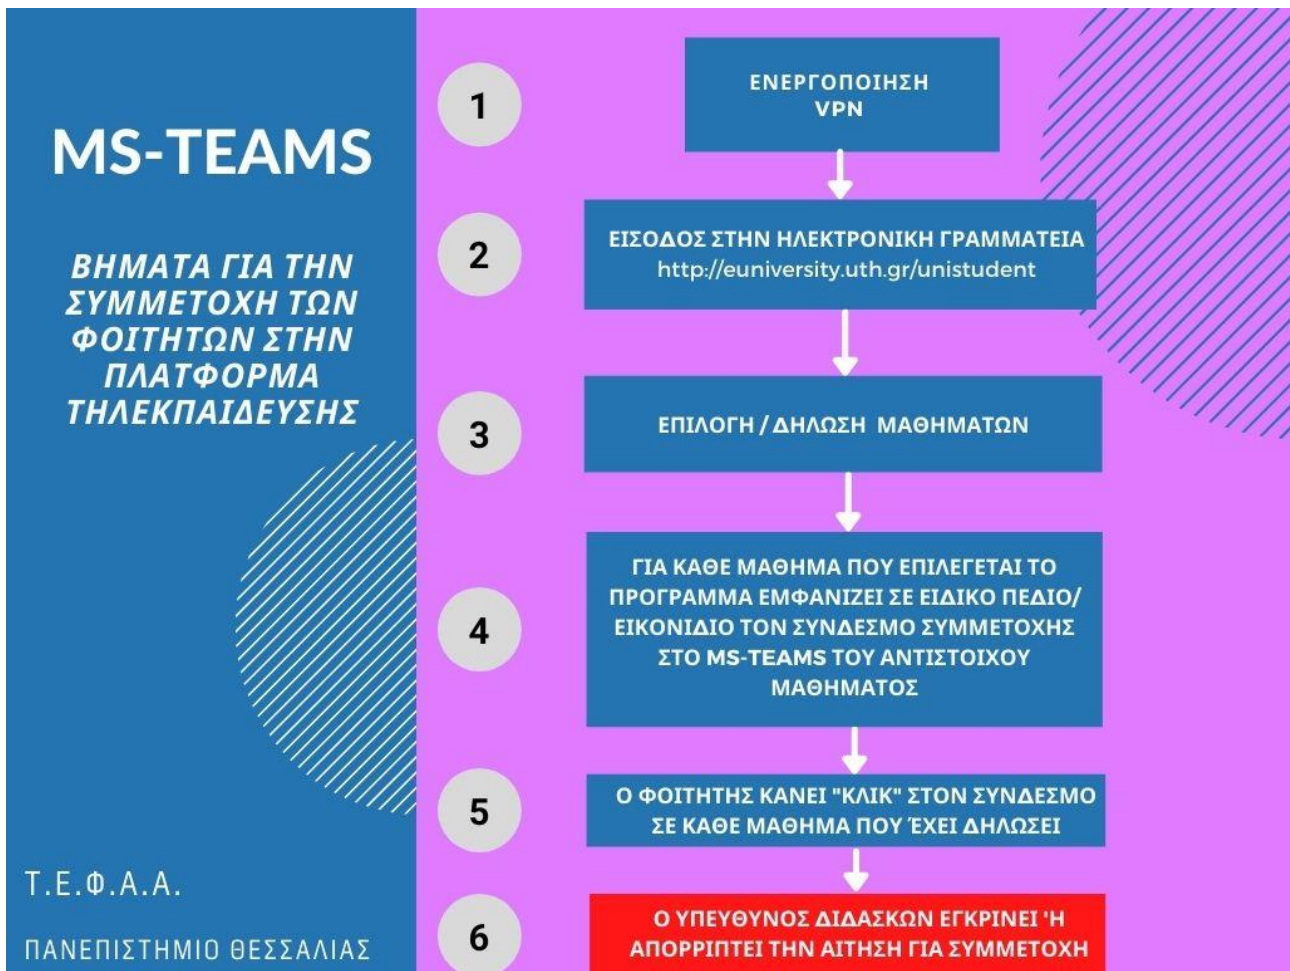 MS-TEAMS
ΒΗΜΑΤΑ ΓΙΑ ΤΗΝ
ΣΥΜΜΕΤΟΧΗ ΤΩΝ
ΦΟΙΤΗΤΩΝ ΣΤΗΝ
ΠΛΑΤΦΟΡΜΑ
ΤΗΛΕΚΠΑΙΔΕΥΣΗΣ
Τ.Ε.Φ.Α.Α.
ΠΑΝΕΠΙΣΤΗΜΙΟ ΘΕΣΣΑΛΙΑΣ
1
ΕΝΕΡΓΟΠΟΙΗΣΗ
VPN
2
ΕΙΣΟΔΟΣ ΣΤΗΝ ΗΛΕΚΤΡΟΝΙΚΗ ΓΡΑΜΜΑΤΕΙΑ
http://euniversity.uth.gr/unistudent
3
ΕΠΙΛΟΓΗ / ΔΗΛΩΣΗ ΜΑΘΗΜΑΤΩΝ
4
ΓΙΑ ΚΑΘΕ ΜΑΘΗΜΑ ΠΟΥ ΕΠΙΛΕΓΕΤΑΙ ΤΟ
ΠΡΟΓΡΑΜΜΑ ΕΜΦΑΝΙΖΕΙ ΣΕ ΕΙΔΙΚΟ ΠΕΔΙΟ/
ΕΙΚΟΝΙΔΙΟ ΤΟΝ ΣΥΝΔΕΣΜΟ ΣΥΜΜΕΤΟΧΗΣ
ΣΤΟ MS-TEAMS ΤΟΥ ΑΝΤΙΣΤΟΙΧΟΥ
ΜΑΘΗΜΑΤΟΣ
5
Ο ΦΟΙΤΗΤΗΣ ΚΑΝΕΙ "ΚΛΙΚ" ΣΤΟΝ ΣΥΝΔΕΣΜΟ
ΣΕ ΚΑΘΕ ΜΑΘΗΜΑ ΠΟΥ ΈΧΕΙ ΔΗΛΩΣΕΙ
6
Ο ΥΠΕΥΘΥΝΟΣ ΔΙΔΑΣΚΩΝ ΕΓΚΡΙΝΕΙ 'Η
ΑΠΟΡΡΙΠΤΕΙ ΤΗΝ ΑΙΤΗΣΗ ΓΙΑ ΣΥΜΜΕΤΟΧΗ